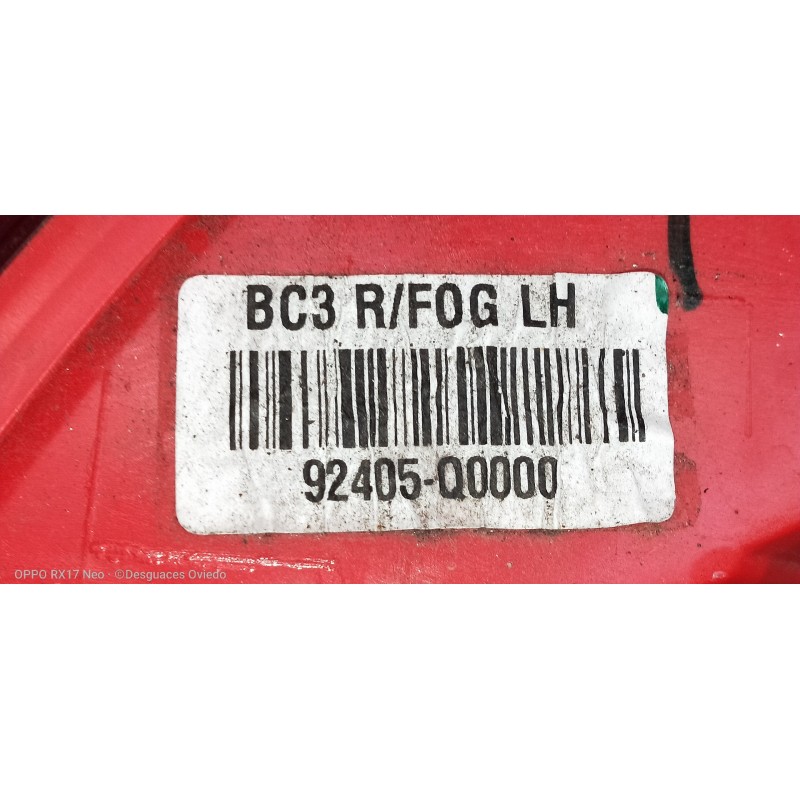 BC3 R/FOG LH
92405-Q0000
OPPO RX17 Neo · ©Desguaces Oviedo